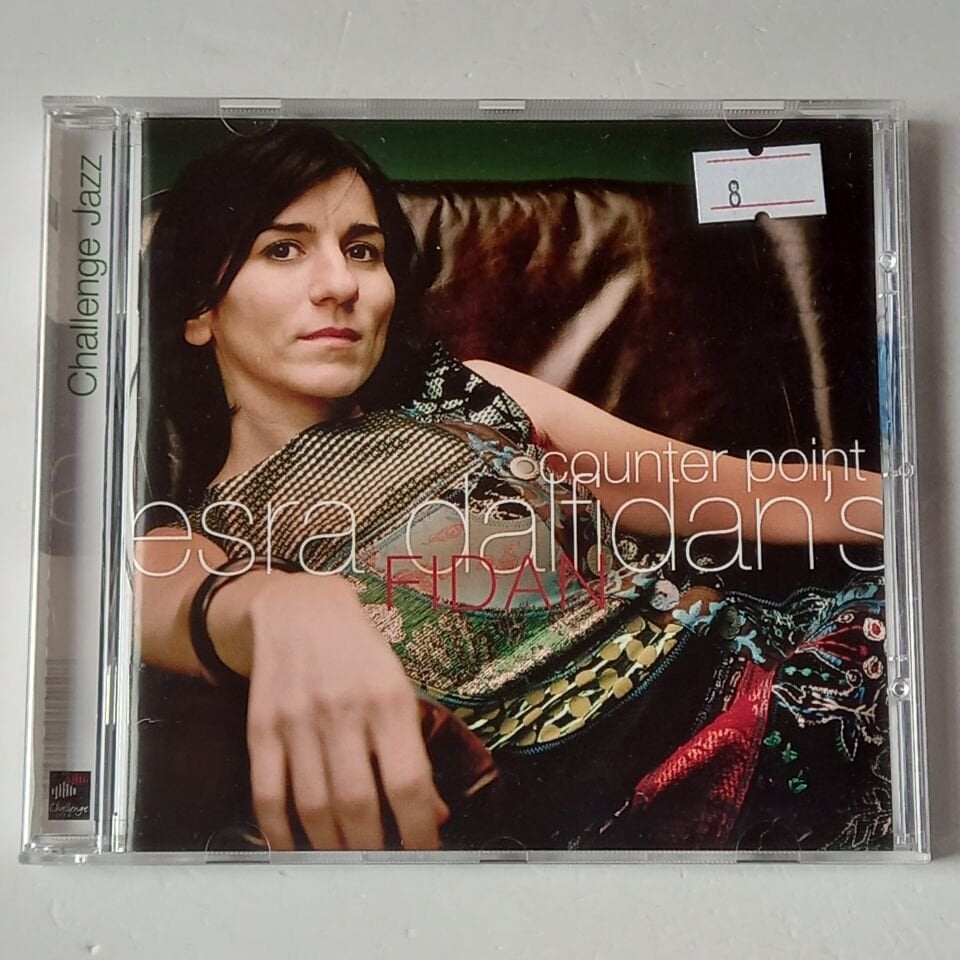 Challenge Jazz
8
counter point
esra dalfidan's
FIDAN
Challenge